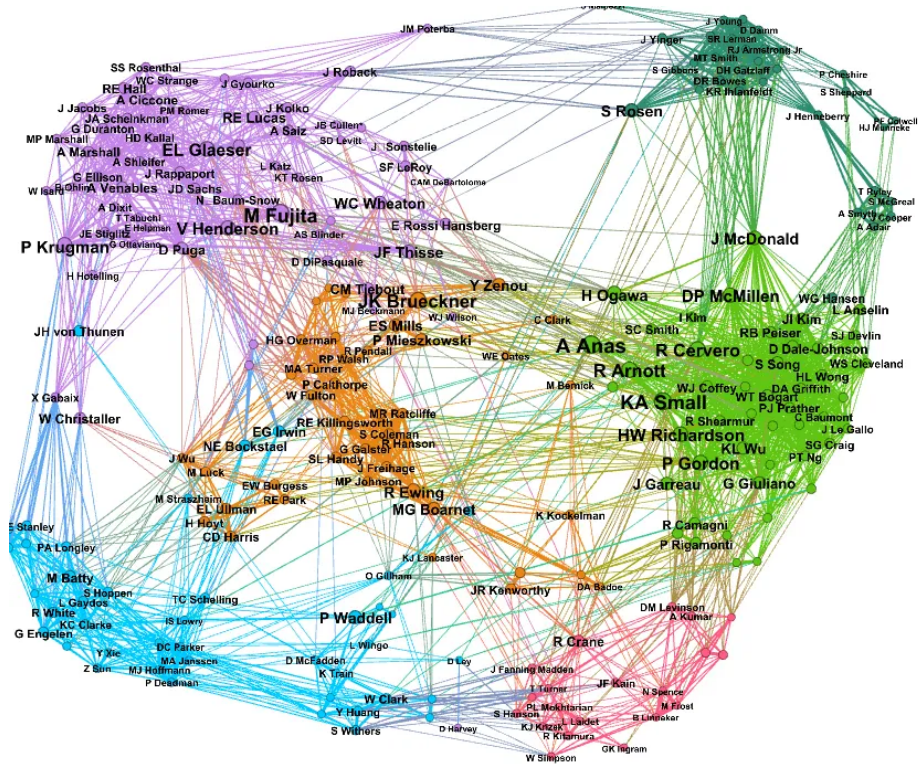 J Young
D Damm
JM Poterba
J Yinger
SR Lerman
RJ Armstrong Jr
MT Smith
SS Rosenthal
J Roback
S Gibbons
DH Gatzlaff
P Cheshire
WC Strange
J Gyourko
DR Bowes
RE Hall
KR Ihlanfeldt
S Sheppard
A Ciccone
J Jacobs
PM Romer
J Kolko
S Rosen
J Henneberry
JA Scheinkman
RE Lucas
PF Colwell
G Duranton
A Saiz
JB Cullen*
HJ Manneke
MP Marshall
HD Kallal
SD Levitt
A Marshall
EL Glaeser
J Sonstelie
A Shleifer
L Katz
SF LeRoy
G Ellison
J Rappaport
KT Rosen
CAM DeBartolome
W Isard
B Ohlin
A Venables
JD Sachs
T Ryley
N Baum-Snow
WC Wheaton
S McGreal
A Dixit
A Smyth
J Cooper
T Tabuchi
M Fujita
E Rossi Hansberg
A Adair
JE Stiglitz
E Helpman
V Henderson
AS Blinder
J McDonald
P Krugman
G Ottaviano
D Puga
JF Thisse
D DiPasquale
H Hotelling
CM Tiebout
Y Zenou
H Ogawa
DP McMillen
WG Hansen
JK Brueckner
L Anselin
MJ Beckmann
WJ Wilson
C Clark
I Kim
JI Kim
JH von Thunen
ES Mills
SC Smith
RB Peiser
SJ Devlin
HG Overman
P Mieszkowski
A Anas
R Cervero
D Dale-Johnson
R Pendall
WE Oates
RP Walsh
S Song
WS Cleveland
MA Turner
R Arnott
HL Wong
P Calthorpe
M Bernick
WJ Coffey
DA Griffith
X Gabaix
W Fulton
KA Small
WT Bogart
PJ Prather
W Christaller
MR Ratcliffe
C Baumont
RE Killingsworth
R Shearmur
J Le Gallo
EG Irwin
S Coleman
HW Richardson
NE Bockstael
R Hanson
SG Craig
G Galster
KL Wu
J Wu
SL Handy
PT Ng
J Freihage
P Gordon
M Luck
MP Johnson
J Garreau
G Giuliano
EW Burgess
R Ewing
M Straszheim
RE Park
EL Ullman
MG Boarnet
H Hoyt
K Kockelman
R Camagni
E Stanley
CD Harris
P Rigamonti
PA Longley
KJ Lancaster
M Batty
O Gillham
S Hoppen
JR Kenworthy
DA Badoe
L Gaydos
TC Schelling
DM Levinson
R White
A Kumar
KC Clarke
IS Lowry
P Waddell
G Engelen
R Crane
DC Parker
L Wingo
Y Xie
MA Janssen
D McFadden
D Ley
Z Sun
MJ Hoffmann
K Train
J Fanning Madden
P Deadman
JF Kain
T Turner
N Spence
W Clark
PL Mokhtarian
M Frost
Y Huang
S Hanson
B Linneker
L Laidet
KJ Krizek
S Withers
D Harvey
R Kitamura
GK Ingram
W Simpson